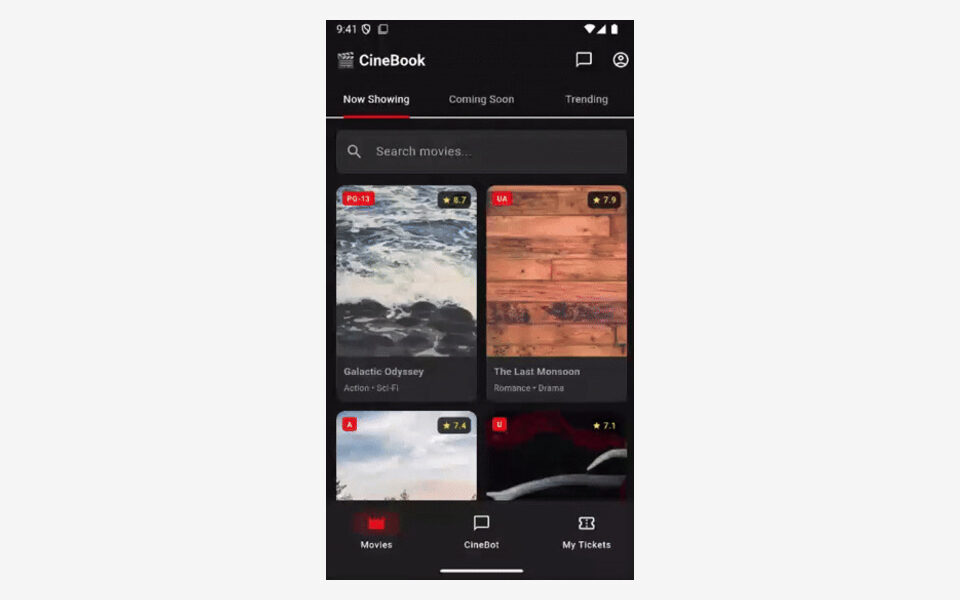 9:41
CineBook
Now Showing Coming Soon Trending
Search movies...
PG-13 8.7 UA 7.9
Galactic Odyssey The Last Monsoon
Action • Sci-Fi Romance • Drama
A 7.4 U 7.1
Movies CineBot My Tickets